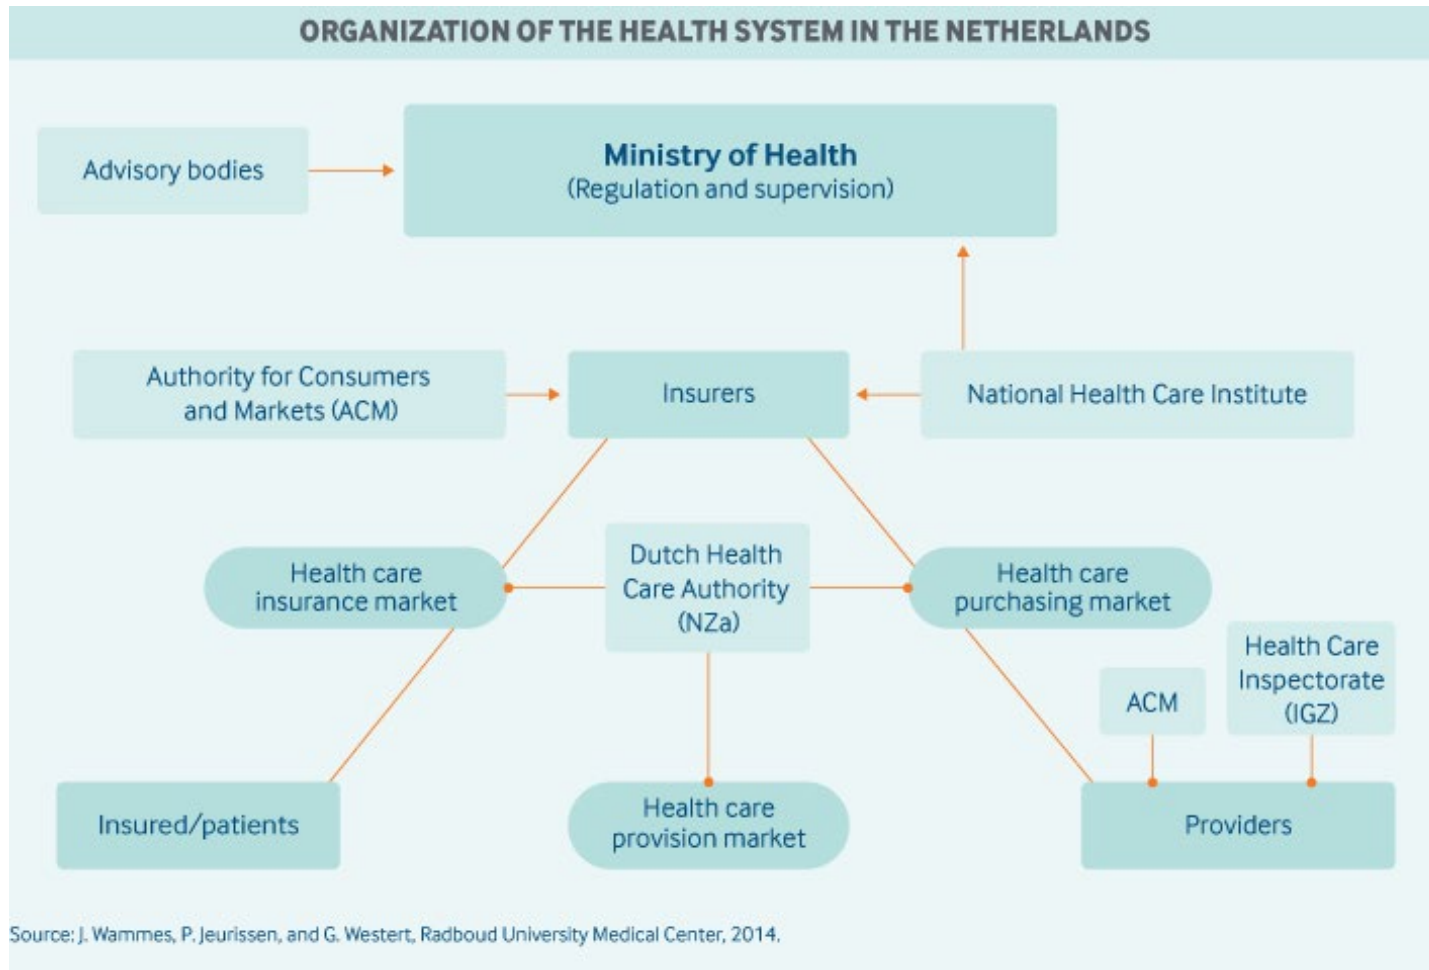 ORGANIZATION OF THE HEALTH SYSTEM IN THE NETHERLANDS
Advisory bodies
Ministry of Health
(Regulation and supervision)
Authority for Consumers
and Markets (ACM)
Insurers
National Health Care Institute
Health care
insurance market
Dutch Health
Care Authority
(NZa)
Health care
purchasing market
ACM
Health Care
Inspectorate
(IGZ)
Insured/patients
Health care
provision market
Providers
Source: J. Wammes, P. Jeurissen, and G. Westert, Radboud University Medical Center, 2014.